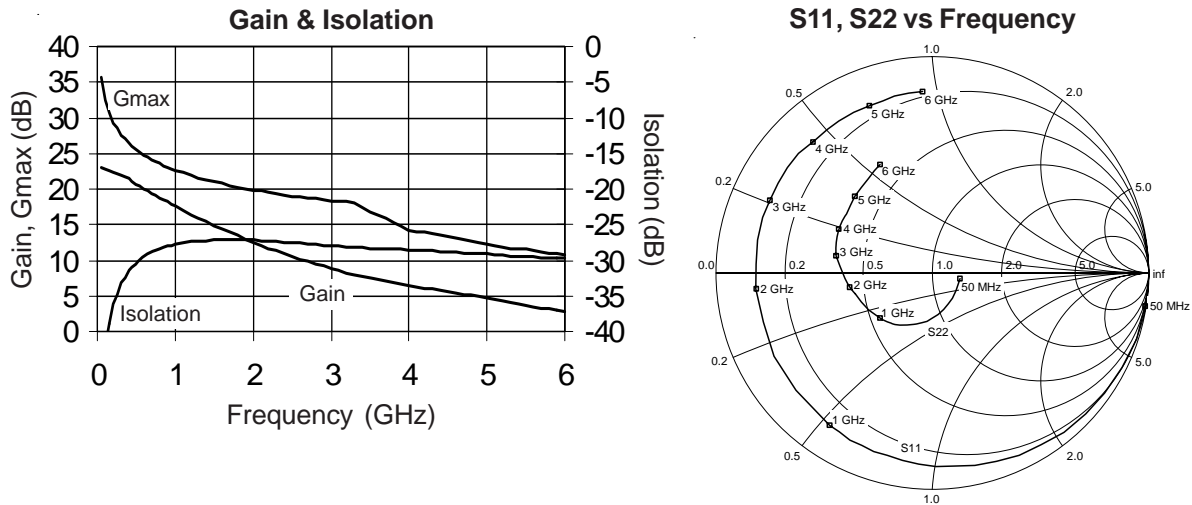 Gain & Isolation
40
35
30
25
20
15
10
5
0
Gain, Gmax (dB)
0
-5
-10
-15
-20
-25
-30
-35
-40
Isolation (dB)
Gmax
Gain
Isolation
0 1 2 3 4 5 6
Frequency (GHz)
S11, S22 vs Frequency
1.0
0.5
2.0
6 GHz
5 GHz
4 GHz
6 GHz
0.2
5.0
5 GHz
3 GHz
4 GHz
3 GHz
0.0 0.2 0.5 1.0 2.0 5.0 inf
2 GHz
2 GHz
50 MHz
50 MHz
1 GHz
S22
0.2
5.0
1 GHz
S11
0.5
2.0
1.0